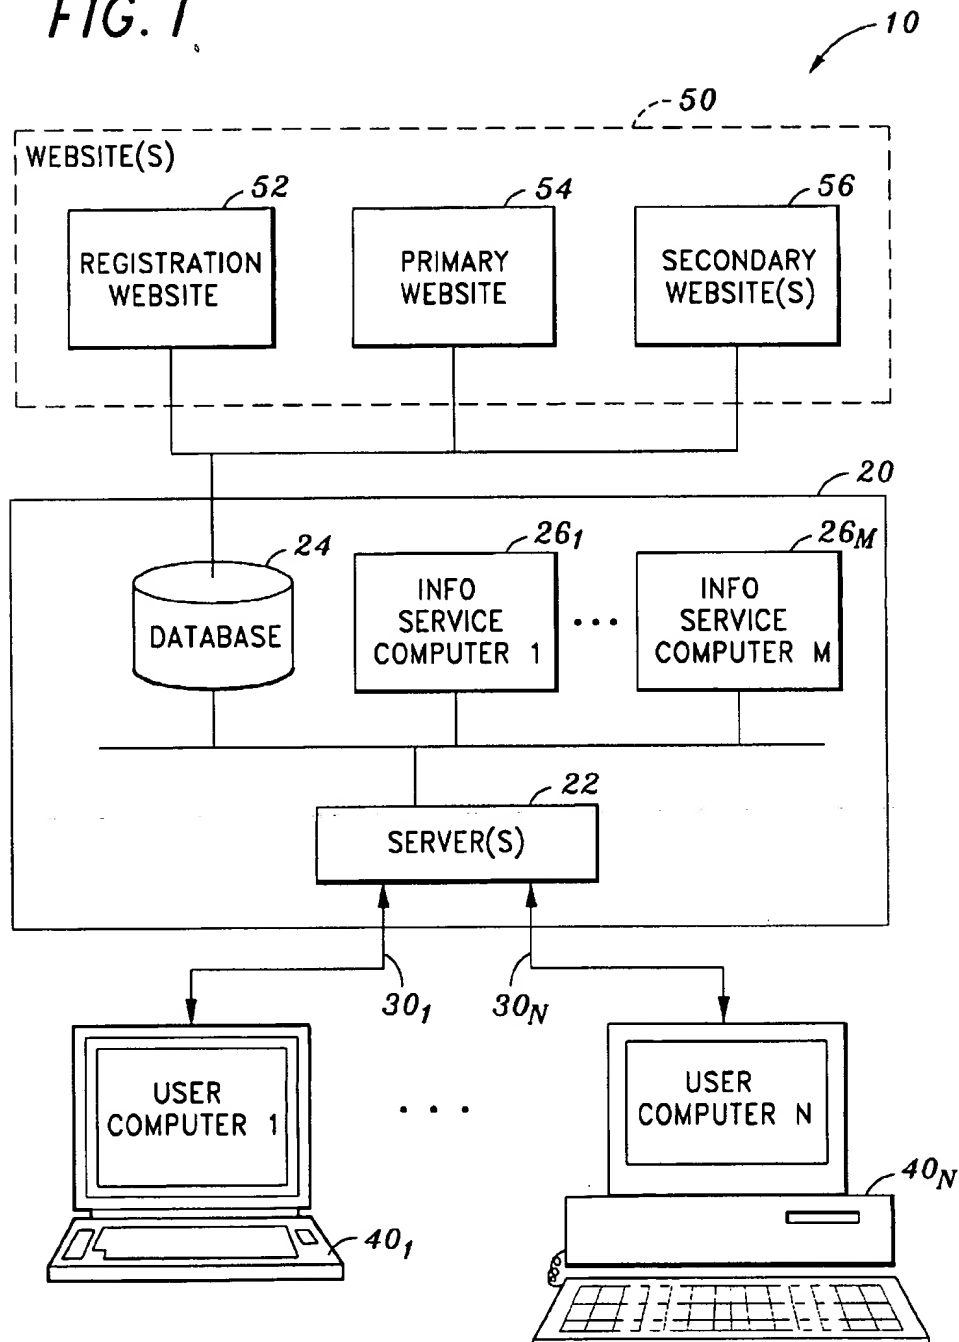 FIG. 1
10
50
WEBSITE(S)
52
54
56
REGISTRATION
WEBSITE
PRIMARY
WEBSITE
SECONDARY
WEBSITE(S)
20
24
26₁
26M
DATABASE
INFO
SERVICE
COMPUTER 1
...
INFO
SERVICE
COMPUTER M
22
SERVER(S)
30₁
30N
USER
COMPUTER 1
...
USER
COMPUTER N
40₁
40N